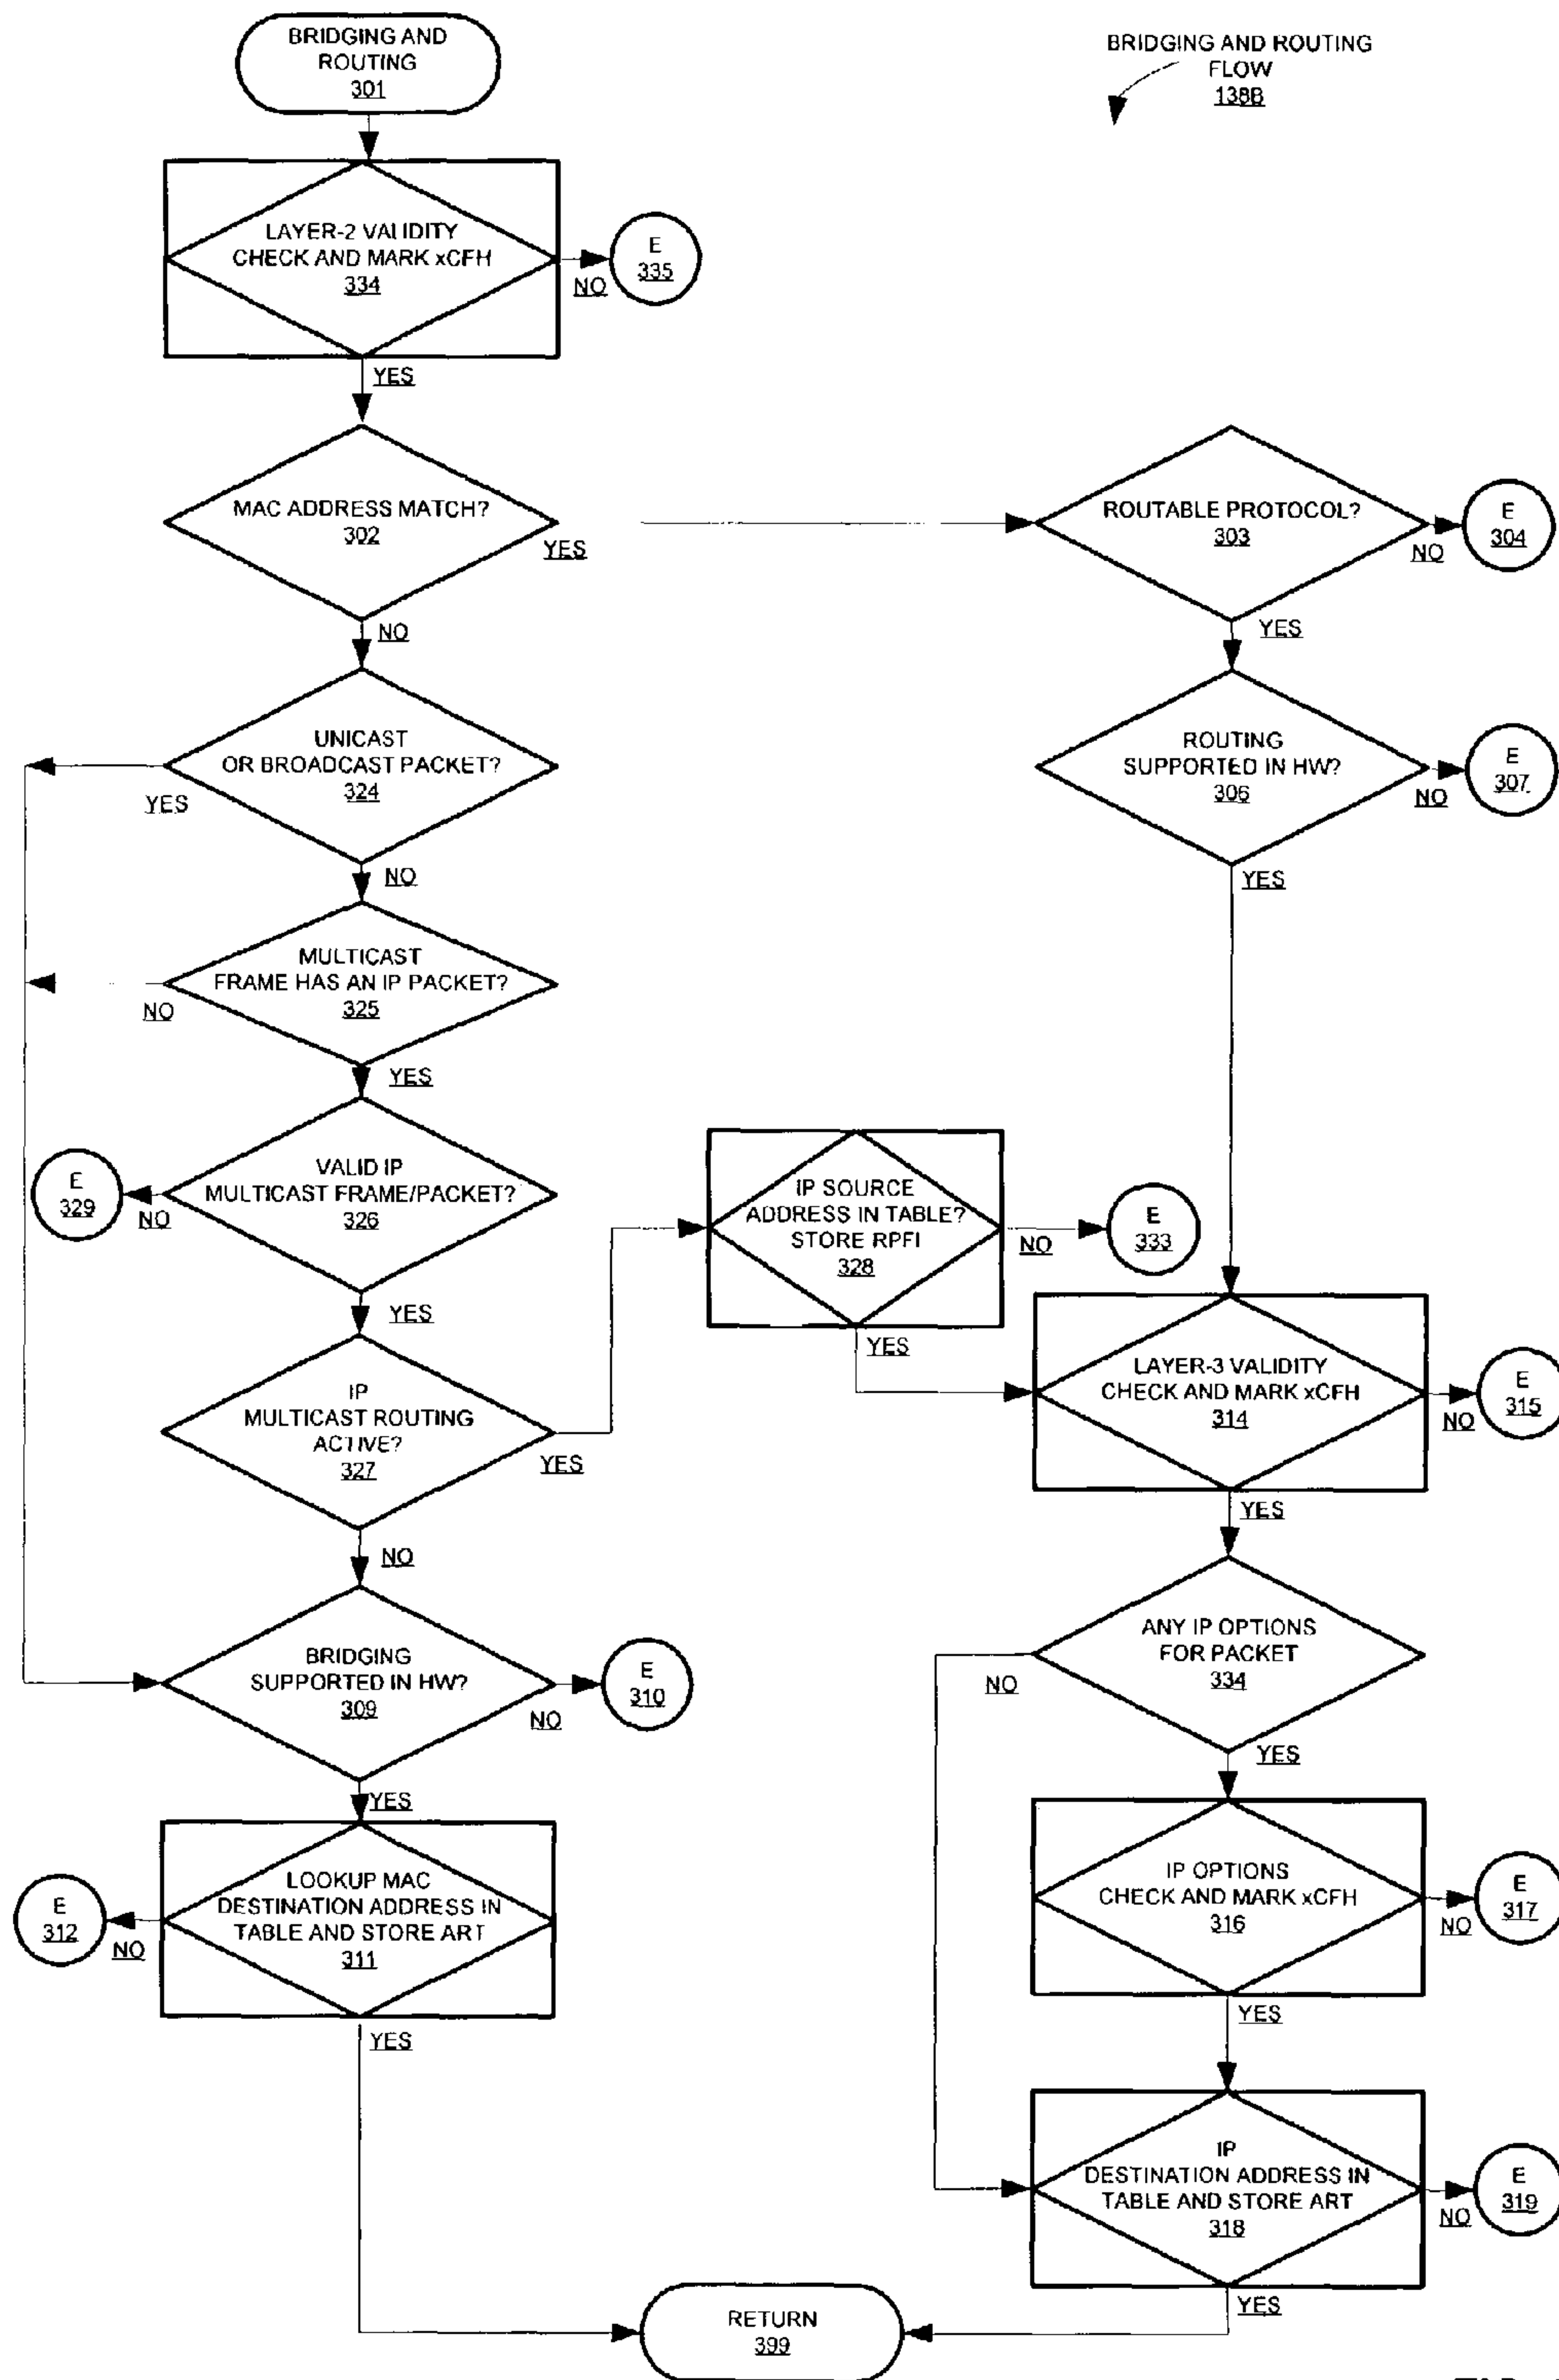 BRIDGING AND
ROUTING
301
BRIDGING AND ROUTING
FLOW
138B
LAYER-2 VALIDITY
CHECK AND MARK xCFH
334
E
335
NO
YES
MAC ADDRESS MATCH?
302
YES
ROUTABLE PROTOCOL?
303
E
304
NO
NO
YES
UNICAST
OR BROADCAST PACKET?
324
YES
ROUTING
SUPPORTED IN HW?
306
E
307
NO
NO
YES
MULTICAST
FRAME HAS AN IP PACKET?
325
NO
YES
VALID IP
MULTICAST FRAME/PACKET?
326
E
329
NO
YES
IP SOURCE
ADDRESS IN TABLE?
STORE RPFI
328
E
333
NO
YES
LAYER-3 VALIDITY
CHECK AND MARK xCFH
314
E
315
NO
YES
IP
MULTICAST ROUTING
ACTIVE?
327
YES
NO
ANY IP OPTIONS
FOR PACKET
334
NO
YES
BRIDGING
SUPPORTED IN HW?
309
E
310
NO
YES
IP OPTIONS
CHECK AND MARK xCFH
316
E
317
NO
YES
LOOKUP MAC
DESTINATION ADDRESS IN
TABLE AND STORE ART
311
E
312
NO
YES
IP
DESTINATION ADDRESS IN
TABLE AND STORE ART
318
E
319
NO
YES
RETURN
399